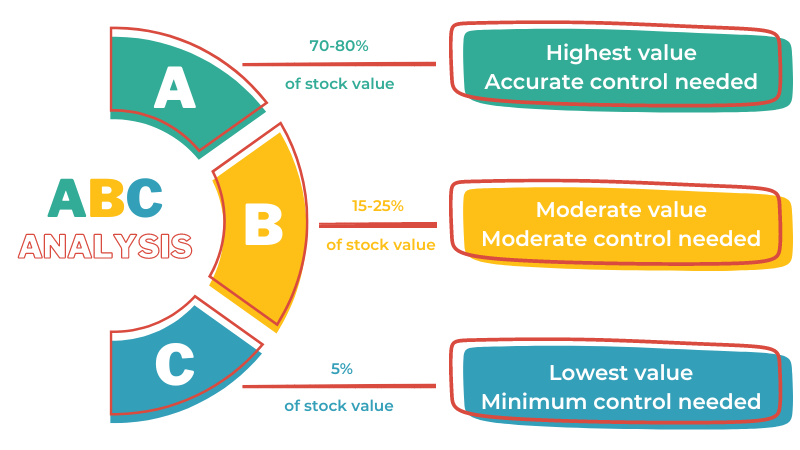 ABC
ANALYSIS
A
70-80%
of stock value
Highest value
Accurate control needed
B
15-25%
of stock value
Moderate value
Moderate control needed
C
5%
of stock value
Lowest value
Minimum control needed